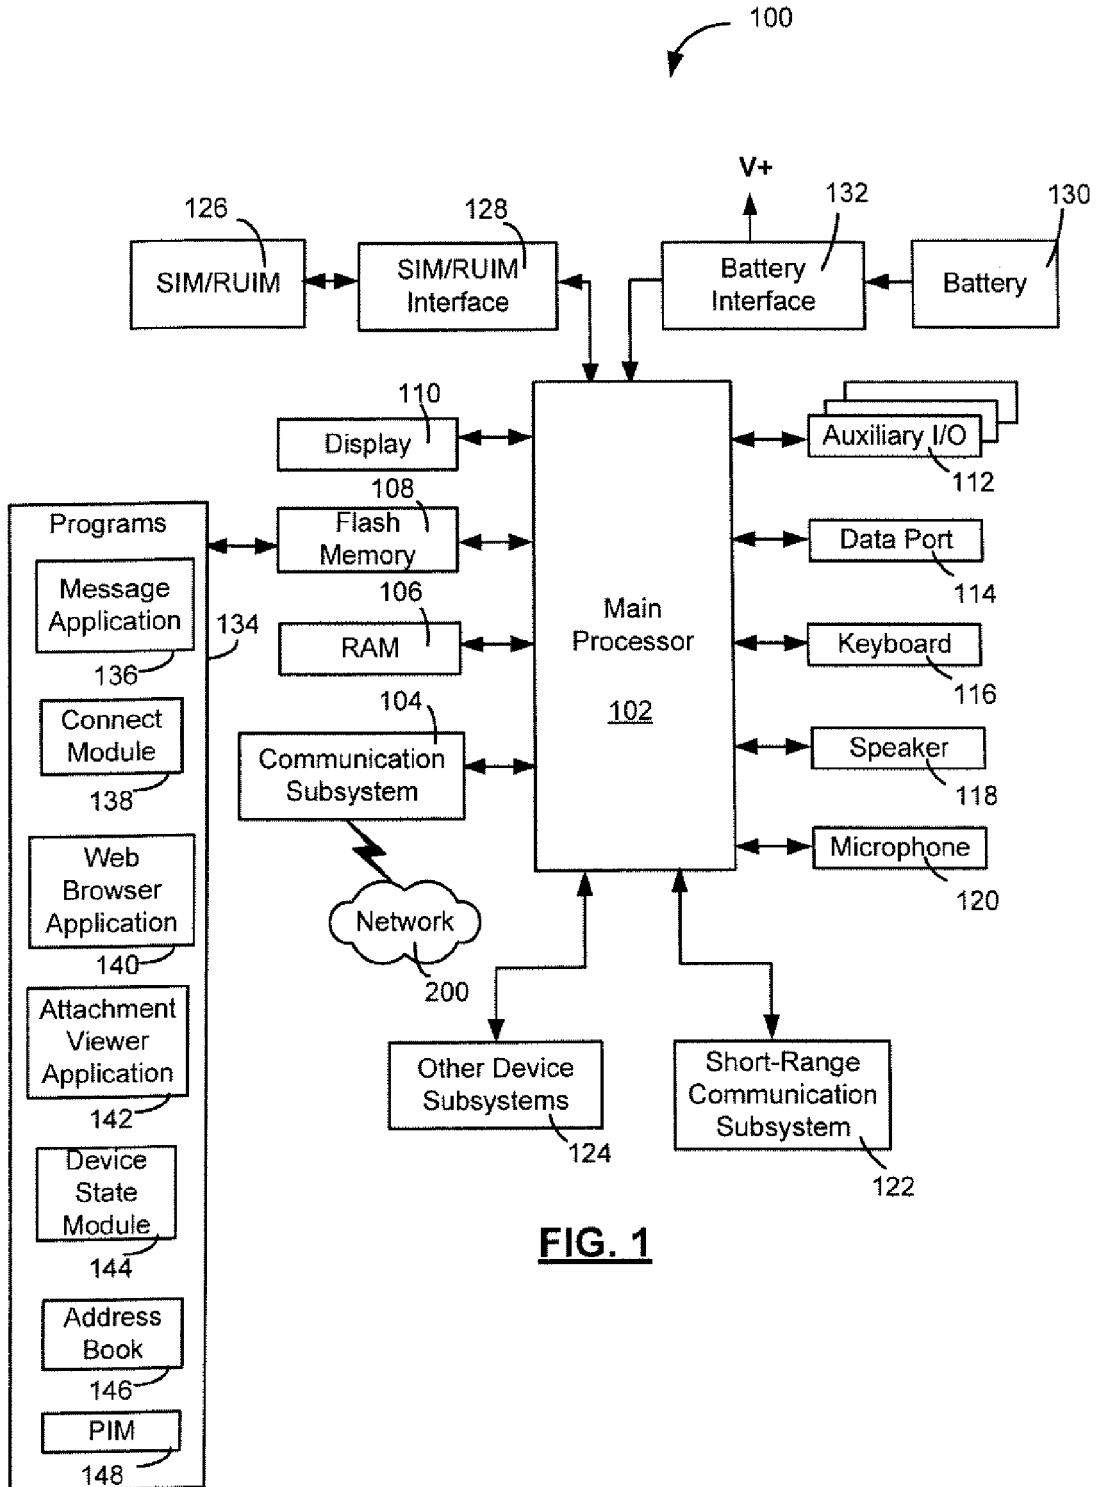 100
V+
126
128
132
130
SIM/RUIM
SIM/RUIM
Interface
Battery
Interface
Battery
110
Display
Auxiliary I/O
112
108
Flash
Memory
Data Port
114
106
RAM
Keyboard
116
104
Communication
Subsystem
Speaker
118
Microphone
120
Main
Processor
102
Network
200
Programs
Message
Application
136
134
Connect
Module
138
Web
Browser
Application
140
Attachment
Viewer
Application
142
Device
State
Module
144
Address
Book
146
PIM
148
Other Device
Subsystems
124
Short-Range
Communication
Subsystem
122
FIG. 1